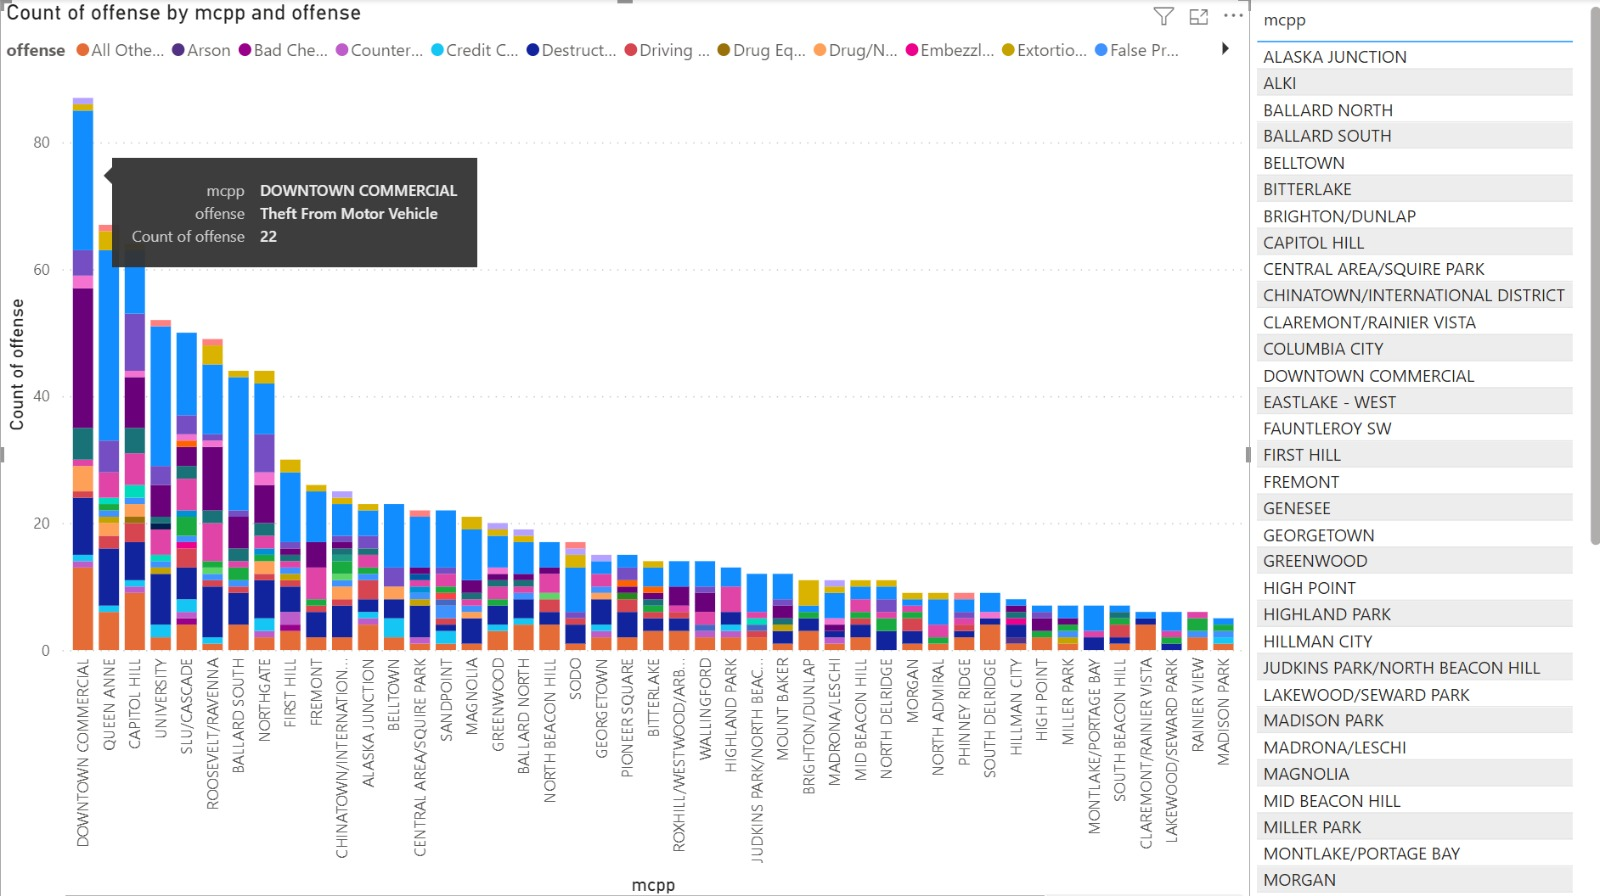 Count of offense by mcpp and offense
offense All Othe... Arson Bad Che... Counter... Credit C... Destruct... Driving ... Drug Eq... Drug/N... Embezzl... Extortio... False Pr...
Count of offense
80
60
40
20
0
mcpp DOWNTOWN COMMERCIAL
offense Theft From Motor Vehicle
Count of offense 22
DOWNTOWN COMMERCIAL
QUEEN ANNE
CAPITOL HILL
UNIVERSITY
SLU/CASCADE
ROOSEVELT/RAVENNA
BALLARD SOUTH
NORTHGATE
FIRST HILL
FREMONT
CHINATOWN/INTERNATION...
ALASKA JUNCTION
BELLTOWN
CENTRAL AREA/SQUIRE PARK
SANDPOINT
MAGNOLIA
GREENWOOD
BALLARD NORTH
NORTH BEACON HILL
SODO
GEORGETOWN
PIONEER SQUARE
BITTERLAKE
ROXHILL/WESTWOOD/ARB...
WALLINGFORD
HIGHLAND PARK
JUDKINS PARK/NORTH BEAC...
MOUNT BAKER
BRIGHTON/DUNLAP
MADRONA/LESCHI
MID BEACON HILL
NORTH DELRIDGE
MORGAN
NORTH ADMIRAL
PHINNEY RIDGE
SOUTH DELRIDGE
HILLMAN CITY
HIGH POINT
MILLER PARK
MONTLAKE/PORTAGE BAY
SOUTH BEACON HILL
CLAREMONT/RAINIER VISTA
LAKEWOOD/SEWARD PARK
RAINIER VIEW
MADISON PARK
mcpp
mcpp
ALASKA JUNCTION
ALKI
BALLARD NORTH
BALLARD SOUTH
BELLTOWN
BITTERLAKE
BRIGHTON/DUNLAP
CAPITOL HILL
CENTRAL AREA/SQUIRE PARK
CHINATOWN/INTERNATIONAL DISTRICT
CLAREMONT/RAINIER VISTA
COLUMBIA CITY
DOWNTOWN COMMERCIAL
EASTLAKE - WEST
FAUNTLEROY SW
FIRST HILL
FREMONT
GENESEE
GEORGETOWN
GREENWOOD
HIGH POINT
HIGHLAND PARK
HILLMAN CITY
JUDKINS PARK/NORTH BEACON HILL
LAKEWOOD/SEWARD PARK
MADISON PARK
MADRONA/LESCHI
MAGNOLIA
MID BEACON HILL
MILLER PARK
MONTLAKE/PORTAGE BAY
MORGAN